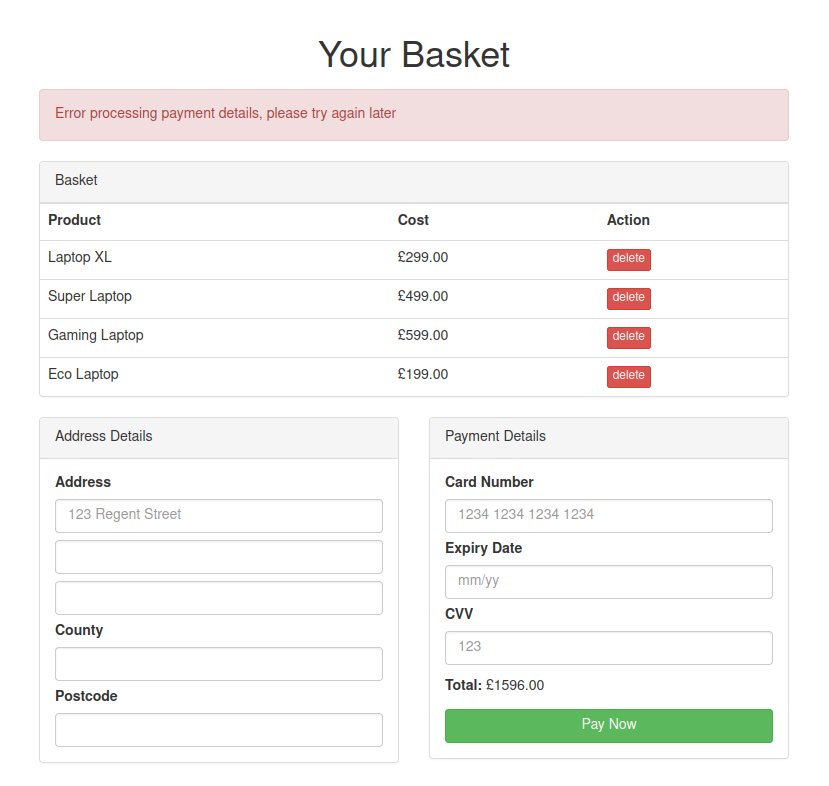 Your Basket
Error processing payment details, please try again later
Basket
Product Cost Action
Laptop XL £299.00 delete
Super Laptop £499.00 delete
Gaming Laptop £599.00 delete
Eco Laptop £199.00 delete
Address Details
Address
123 Regent Street
County
Postcode
Payment Details
Card Number
1234 1234 1234 1234
Expiry Date
mm/yy
CVV
123
Total: £1596.00
Pay Now